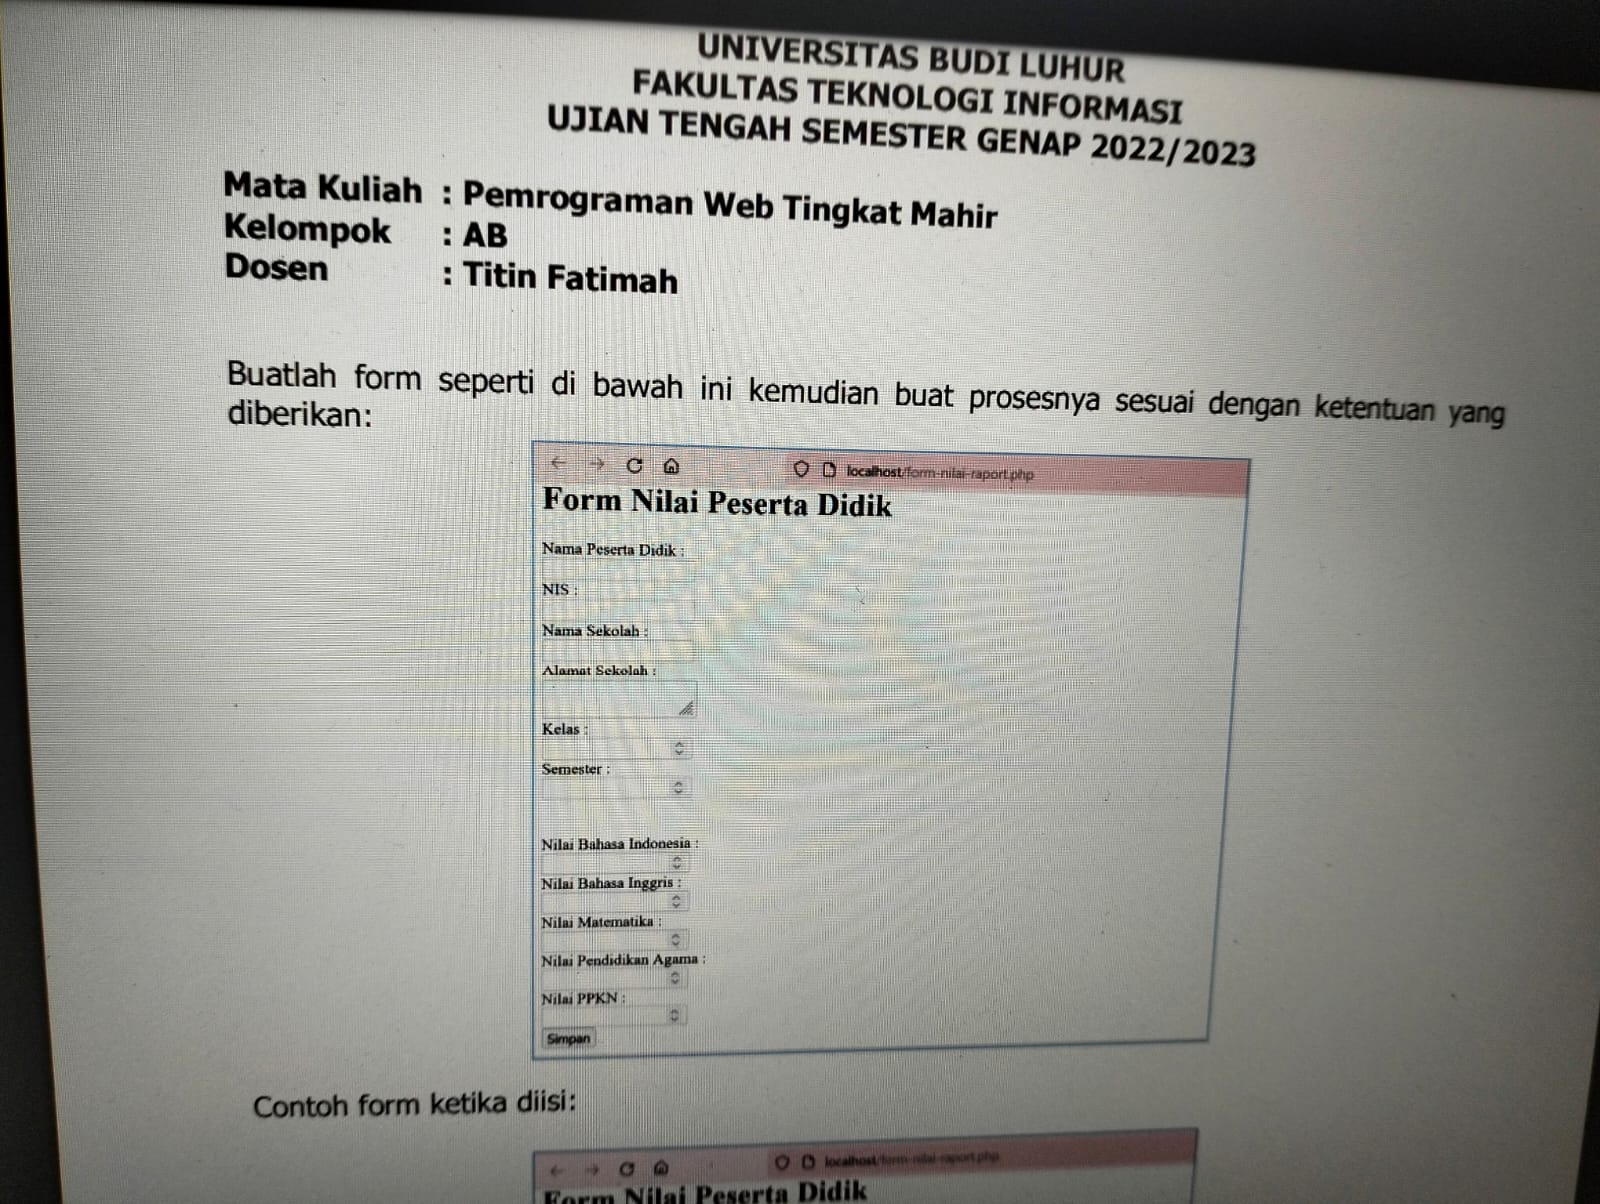 UNIVERSITAS BUDI LUHUR
FAKULTAS TEKNOLOGI INFORMASI
UJIAN TENGAH SEMESTER GENAP 2022/2023
Mata Kuliah : Pemrograman Web Tingkat Mahir
Kelompok : AB
Dosen : Titin Fatimah
Buatlah form seperti di bawah ini kemudian buat prosesnya sesuai dengan ketentuan yang
diberikan:
localhost/form-nilai-raport.php
Form Nilai Peserta Didik
Nama Peserta Didik :
NIS :
Nama Sekolah :
Alamat Sekolah :
Kelas :
Semester :
Nilai Bahasa Indonesia :
Nilai Bahasa Inggris :
Nilai Matematika :
Nilai Pendidikan Agama :
Nilai PPKN :
Simpan
Contoh form ketika diisi:
localhost/form-nilai-raport.php
Form Nilai Peserta Didik